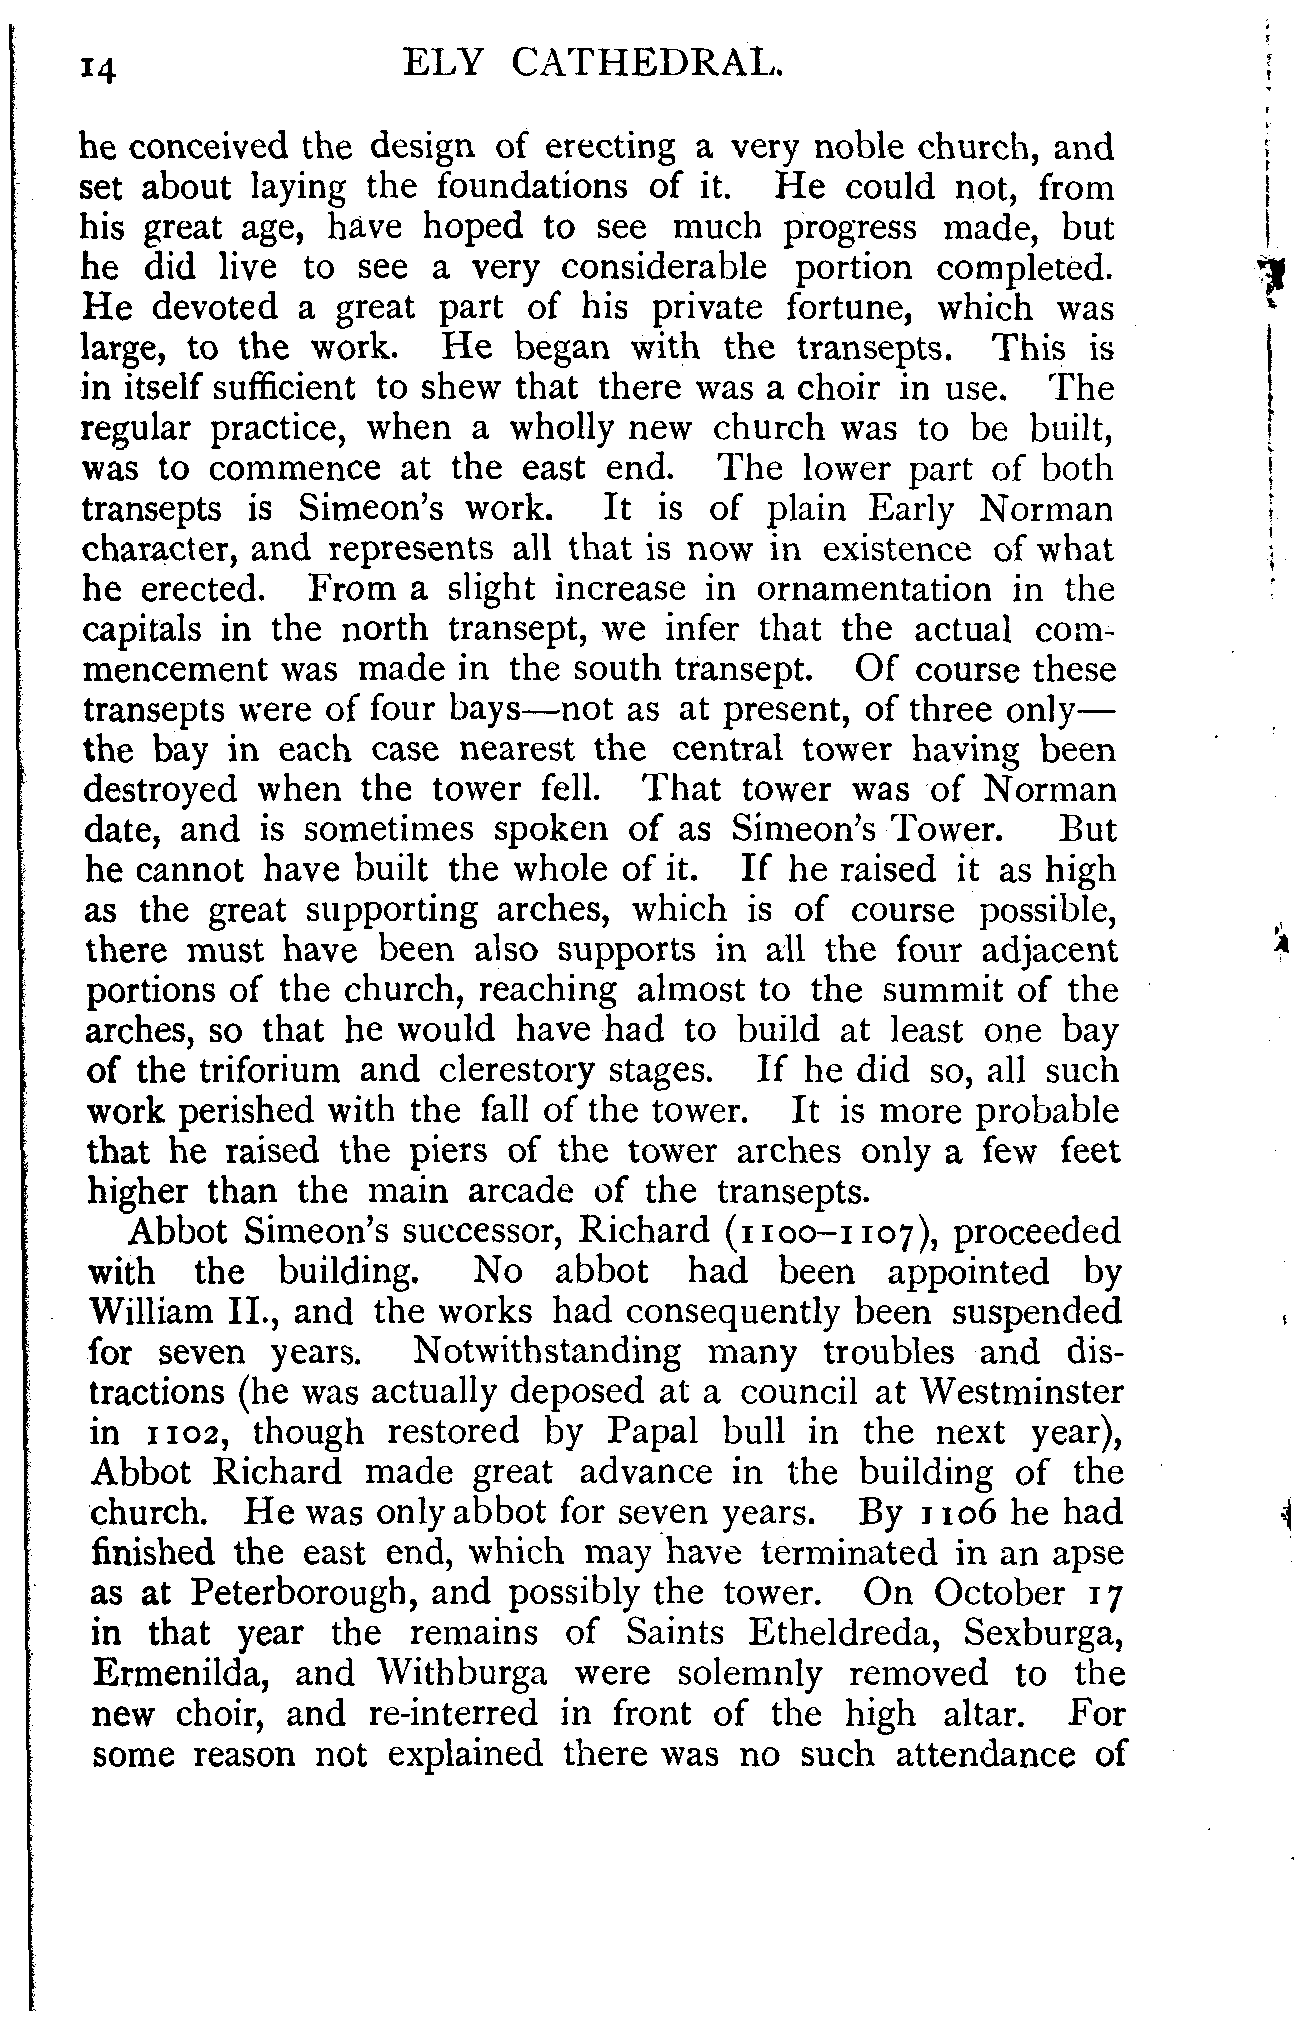 14 ELY CATHEDRAL.
he conceived the design of erecting a very noble church, and
set about laying the foundations of it. He could not, from
his great age, have hoped to see much progress made, but
he did live to see a very considerable portion completed.
He devoted a great part of his private fortune, which was
large, to the work. He began with the transepts. This is
in itself sufficient to shew that there was a choir in use. The
regular practice, when a wholly new church was to be built,
was to commence at the east end. The lower part of both
transepts is Simeon's work. It is of plain Early Norman
character, and represents all that is now in existence of what
he erected. From a slight increase in ornamentation in the
capitals in the north transept, we infer that the actual com-
mencement was made in the south transept. Of course these
transepts were of four bays—not as at present, of three only—
the bay in each case nearest the central tower having been
destroyed when the tower fell. That tower was of Norman
date, and is sometimes spoken of as Simeon's Tower. But
he cannot have built the whole of it. If he raised it as high
as the great supporting arches, which is of course possible,
there must have been also supports in all the four adjacent
portions of the church, reaching almost to the summit of the
arches, so that he would have had to build at least one bay
of the triforium and clerestory stages. If he did so, all such
work perished with the fall of the tower. It is more probable
that he raised the piers of the tower arches only a few feet
higher than the main arcade of the transepts.
Abbot Simeon's successor, Richard (1100–1107), proceeded
with the building. No abbot had been appointed by
William II., and the works had consequently been suspended
for seven years. Notwithstanding many troubles and dis-
tractions (he was actually deposed at a council at Westminster
in 1102, though restored by Papal bull in the next year),
Abbot Richard made great advance in the building of the
church. He was only abbot for seven years. By 1106 he had
finished the east end, which may have terminated in an apse
as at Peterborough, and possibly the tower. On October 17
in that year the remains of Saints Etheldreda, Sexburga,
Ermenilda, and Withburga were solemnly removed to the
new choir, and re-interred in front of the high altar. For
some reason not explained there was no such attendance of